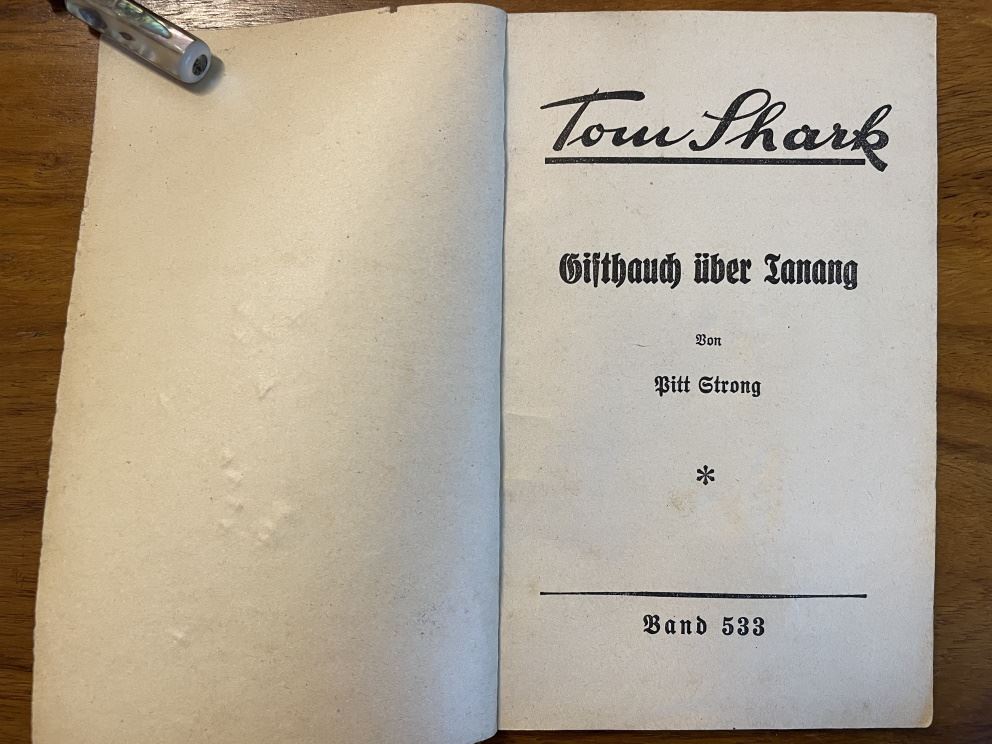 Tom Shark
Gifthauch über Tanang
Von
Pitt Strong
*
Band 533